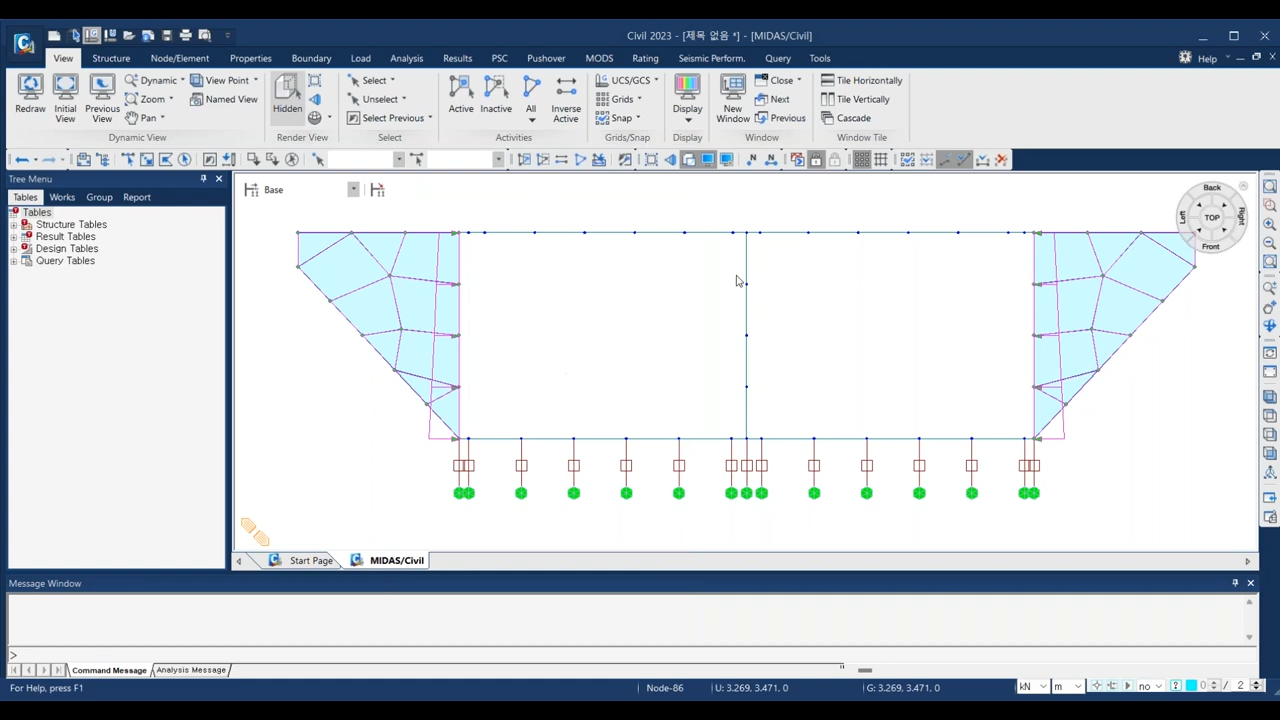 Civil 2023 - [제목 없음 *] - [MIDAS/Civil]
View Structure Node/Element Properties Boundary Load Analysis Results PSC Pushover MODS Rating Seismic Perform. Query Tools Help
Redraw Initial View Previous View Dynamic Zoom Pan View Point Named View
Dynamic View
Hidden
Render View
Select Unselect Select Previous
Select
Active Inactive All Inverse Active
Activities
UCS/GCS Grids Snap
Grids/Snap
Display
Display
New Window Close Next Previous
Window
Tile Horizontally Tile Vertically Cascade
Window Tile
Tree Menu
Tables Works Group Report
Tables
Structure Tables
Result Tables
Design Tables
Query Tables
Base
Back
Left TOP Right
Front
Start Page MIDAS/Civil
Message Window
>
Command Message Analysis Message
For Help, press F1 Node-86 U: 3.269, 3.471, 0 G: 3.269, 3.471, 0 kN m no 0 / 2